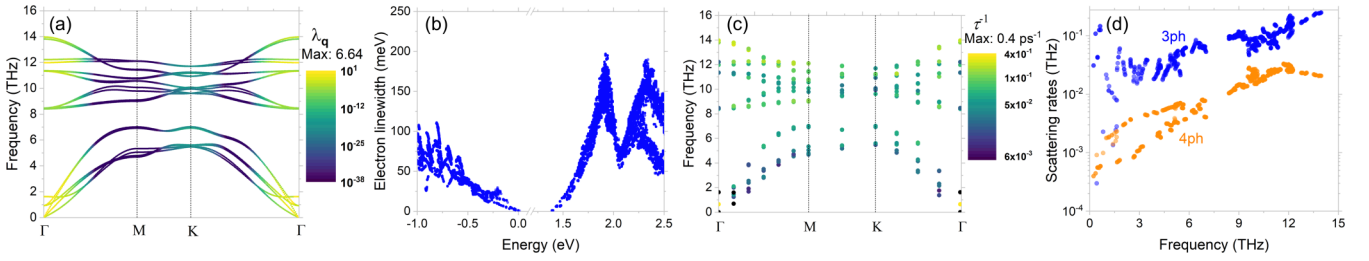 (a)
λq
Max: 6.64
10¹
10⁻¹²
10⁻²⁵
10⁻³⁸
Frequency (THz)
16
14
12
10
8
6
4
2
0
Γ M K Γ
(b)
Electron linewidth (meV)
250
200
150
100
50
0
-1.0 -0.5 0.0 1.5 2.0 2.5
Energy (eV)
(c)
τ⁻¹
Max: 0.4 ps⁻¹
4x10⁻¹
1x10⁻¹
5x10⁻²
6x10⁻³
Frequency (THz)
16
14
12
10
8
6
4
2
0
Γ M K Γ
(d)
3ph
4ph
Scattering rates (THz)
10⁻¹
10⁻²
10⁻³
10⁻⁴
0 3 6 9 12 15
Frequency (THz)